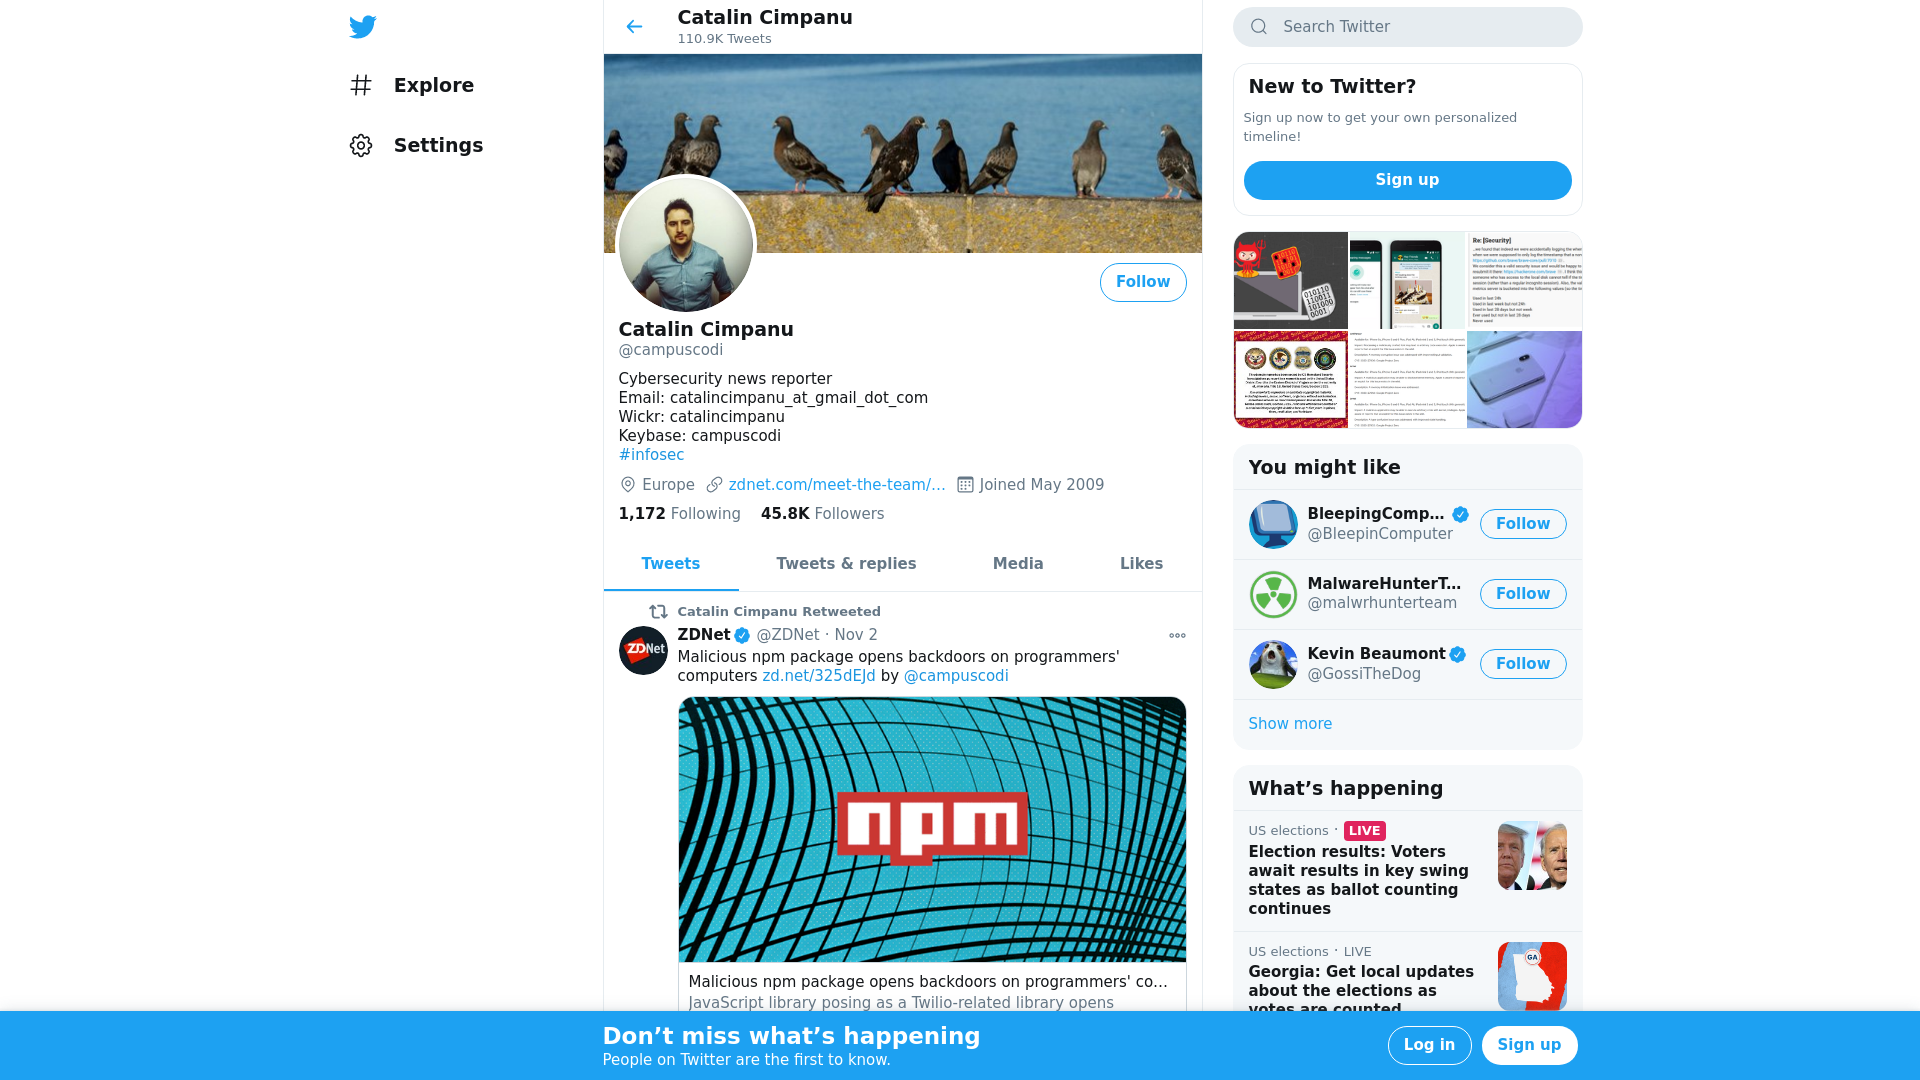 Explore
Settings
Catalin Cimpanu
110.9K Tweets
Follow
Catalin Cimpanu
@campuscodi
Cybersecurity news reporter
Email: catalincimpanu_at_gmail_dot_com
Wickr: catalincimpanu
Keybase: campuscodi
#infosec
Europe zdnet.com/meet-the-team/… Joined May 2009
1,172 Following 45.8K Followers
Tweets Tweets & replies Media Likes
Catalin Cimpanu Retweeted
ZDNet @ZDNet · Nov 2
ZDNet
Malicious npm package opens backdoors on programmers'
computers zd.net/325dEJd by @campuscodi
npm
Malicious npm package opens backdoors on programmers' co…
JavaScript library posing as a Twilio-related library opens
Search Twitter
New to Twitter?
Sign up now to get your own personalized
timeline!
Sign up
Re: [Security]
You might like
BleepingComp…
@BleepinComputer
Follow
MalwareHunterT…
@malwrhunterteam
Follow
Kevin Beaumont
@GossiTheDog
Follow
Show more
What’s happening
US elections · LIVE
Election results: Voters
await results in key swing
states as ballot counting
continues
US elections · LIVE
Georgia: Get local updates
about the elections as
votes are counted
GA
Don’t miss what’s happening
People on Twitter are the first to know.
Log in
Sign up